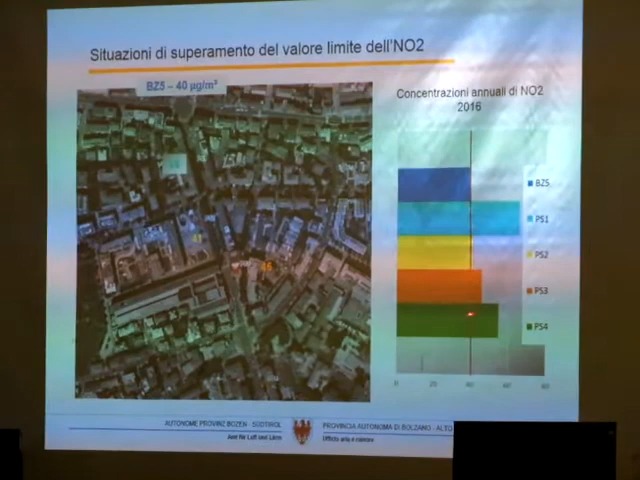 Situazioni di superamento del valore limite dell'NO2
BZ5 – 40 µg/m³
Concentrazioni annuali di NO2
2016
BZ5
PS1
PS2
PS3
PS4
41
45
0 20 40 60 80
AUTONOME PROVINZ BOZEN - SÜDTIROL
Amt für Luft und Lärm
PROVINCIA AUTONOMA DI BOLZANO - ALTO
Ufficio aria e rumore